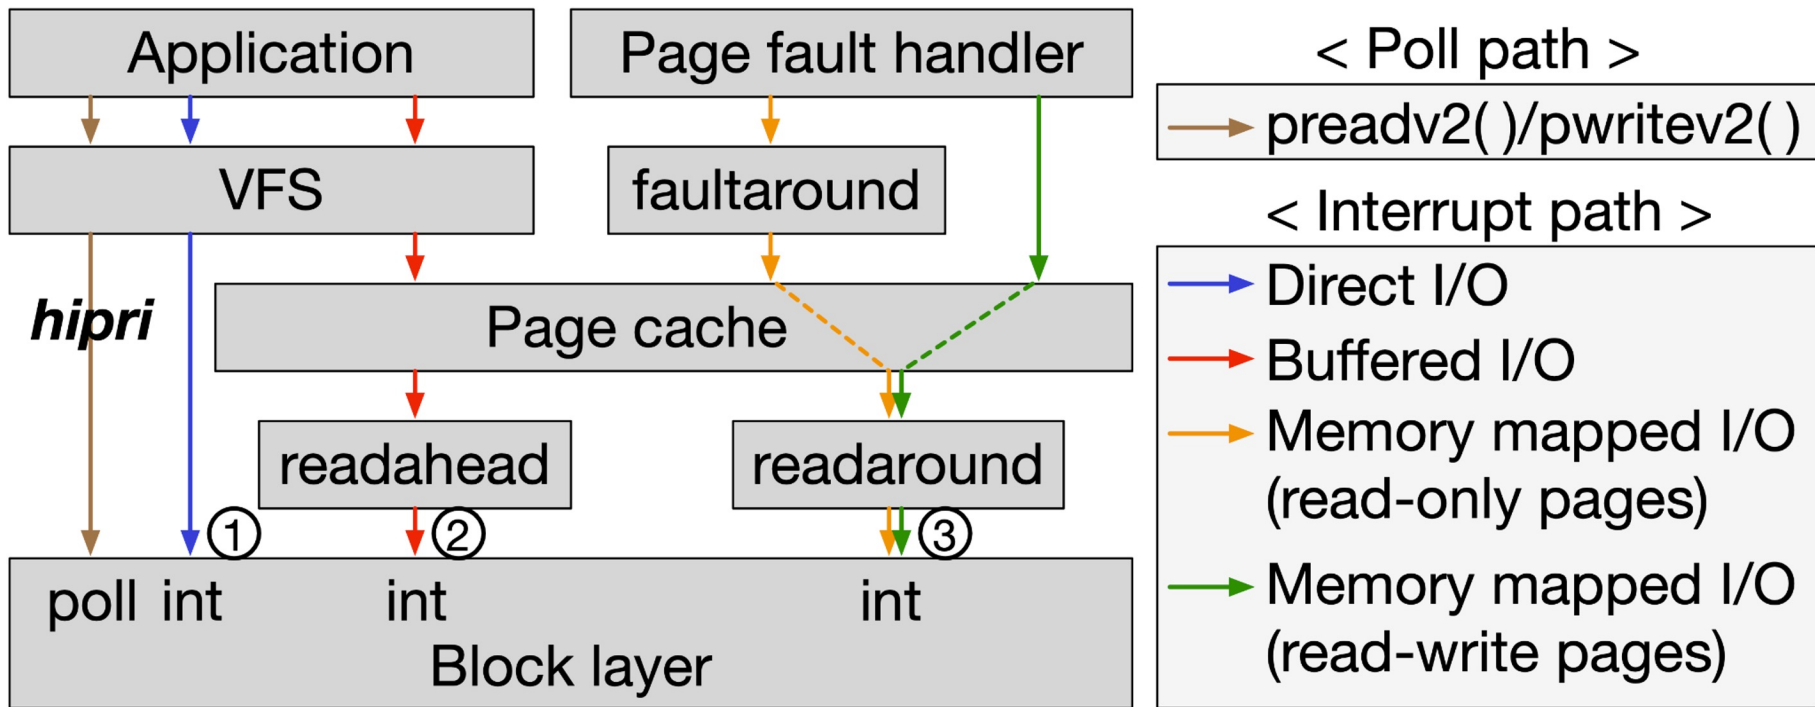 Application
Page fault handler
VFS
faultaround
hipri
Page cache
readahead
readaround
① ② ③
poll int int int
Block layer
< Poll path >
preadv2( )/pwritev2( )
< Interrupt path >
Direct I/O
Buffered I/O
Memory mapped I/O
(read-only pages)
Memory mapped I/O
(read-write pages)